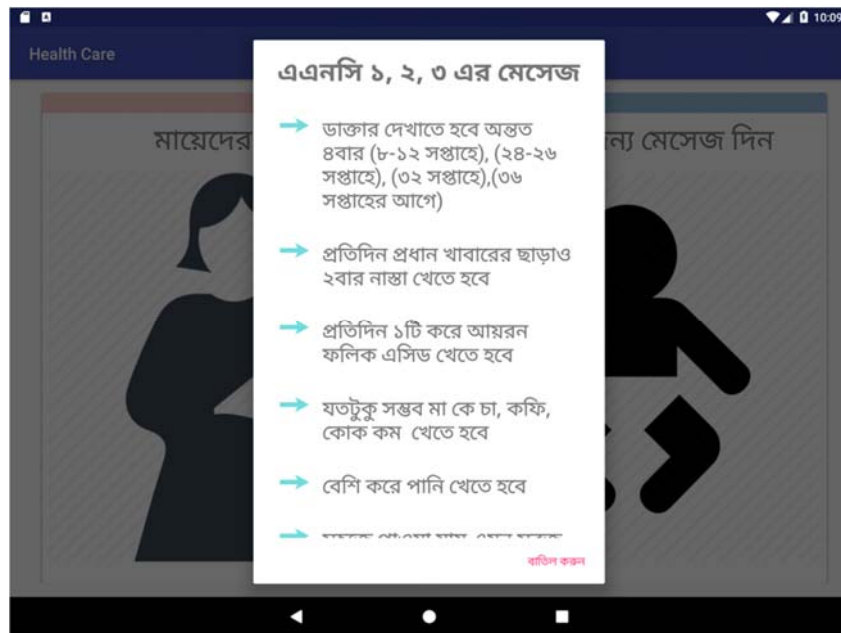 10:09
Health Care
এএনসি ১, ২, ৩ এর মেসেজ
মায়েদের
ন্য মেসেজ দিন
ডাক্তার দেখাতে হবে অন্তত
৪বার (৮-১২ সপ্তাহে), (২৪-২৬
সপ্তাহে), (৩২ সপ্তাহে),(৩৬
সপ্তাহের আগে)
প্রতিদিন প্রধান খাবারের ছাড়াও
২বার নাস্তা খেতে হবে
প্রতিদিন ১টি করে আয়রন
ফলিক এসিড খেতে হবে
যতটুকু সম্ভব মা কে চা, কফি,
কোক কম খেতে হবে
বেশি করে পানি খেতে হবে
বাতিল করুন